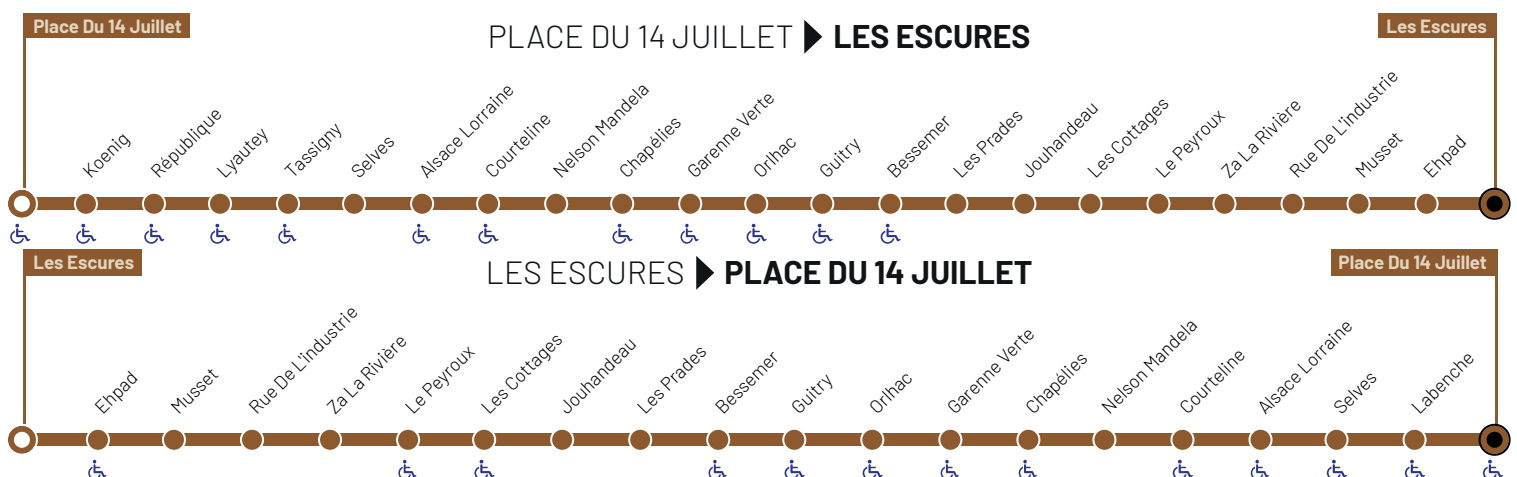 Place Du 14 Juillet
PLACE DU 14 JUILLET LES ESCURES
Les Escures
Koenig
République
Lyautey
Tassigny
Selves
Alsace Lorraine
Courteline
Nelson Mandela
Chapélies
Garenne Verte
Orlhac
Guitry
Bessemer
Les Prades
Jouhandeau
Les Cottages
Le Peyroux
Za La Rivière
Rue De L'industrie
Musset
Ehpad
Les Escures
LES ESCURES PLACE DU 14 JUILLET
Place Du 14 Juillet
Ehpad
Musset
Rue De L'industrie
Za La Rivière
Le Peyroux
Les Cottages
Jouhandeau
Les Prades
Bessemer
Guitry
Orlhac
Garenne Verte
Chapélies
Nelson Mandela
Courteline
Alsace Lorraine
Selves
Labenche